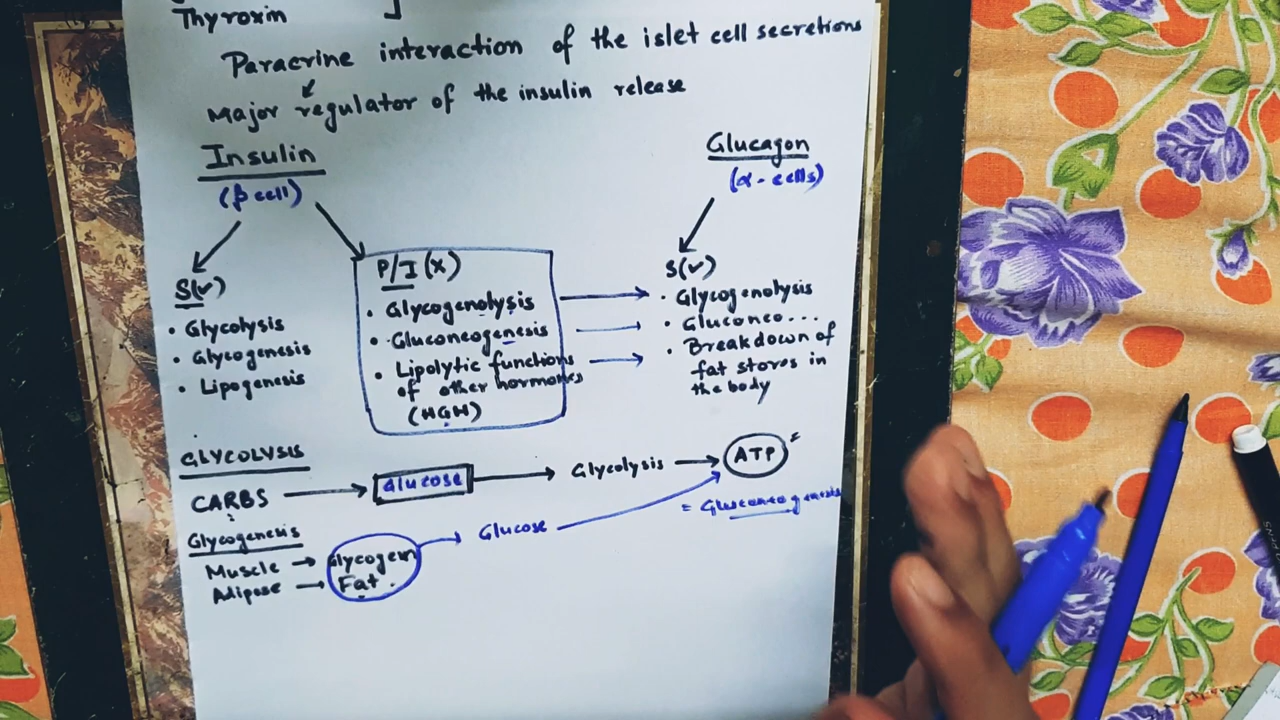 Thyroxin ]
Paracrine interaction of the islet cell secretions
Major regulator of the insulin release
Insulin
(β cell)
S(✓)
• Glycolysis
• Glycogenesis
• Lipogenesis
P/I (x)
• Glycogenolysis
• Gluconeogenesis
• Lipolytic functions
of other hormones
(HGH)
Glucagon
(α- cells)
S(✓)
• Glycogenolysis
• Gluconeo...
• Breakdown of
fat stores in
the body
GLYCOLYSIS
CARBS → Glucose → Glycolysis → ATP
= Gluconeogenesis
Glycogenesis
Muscle → Glycogen → Glucose
Adipose → Fat.